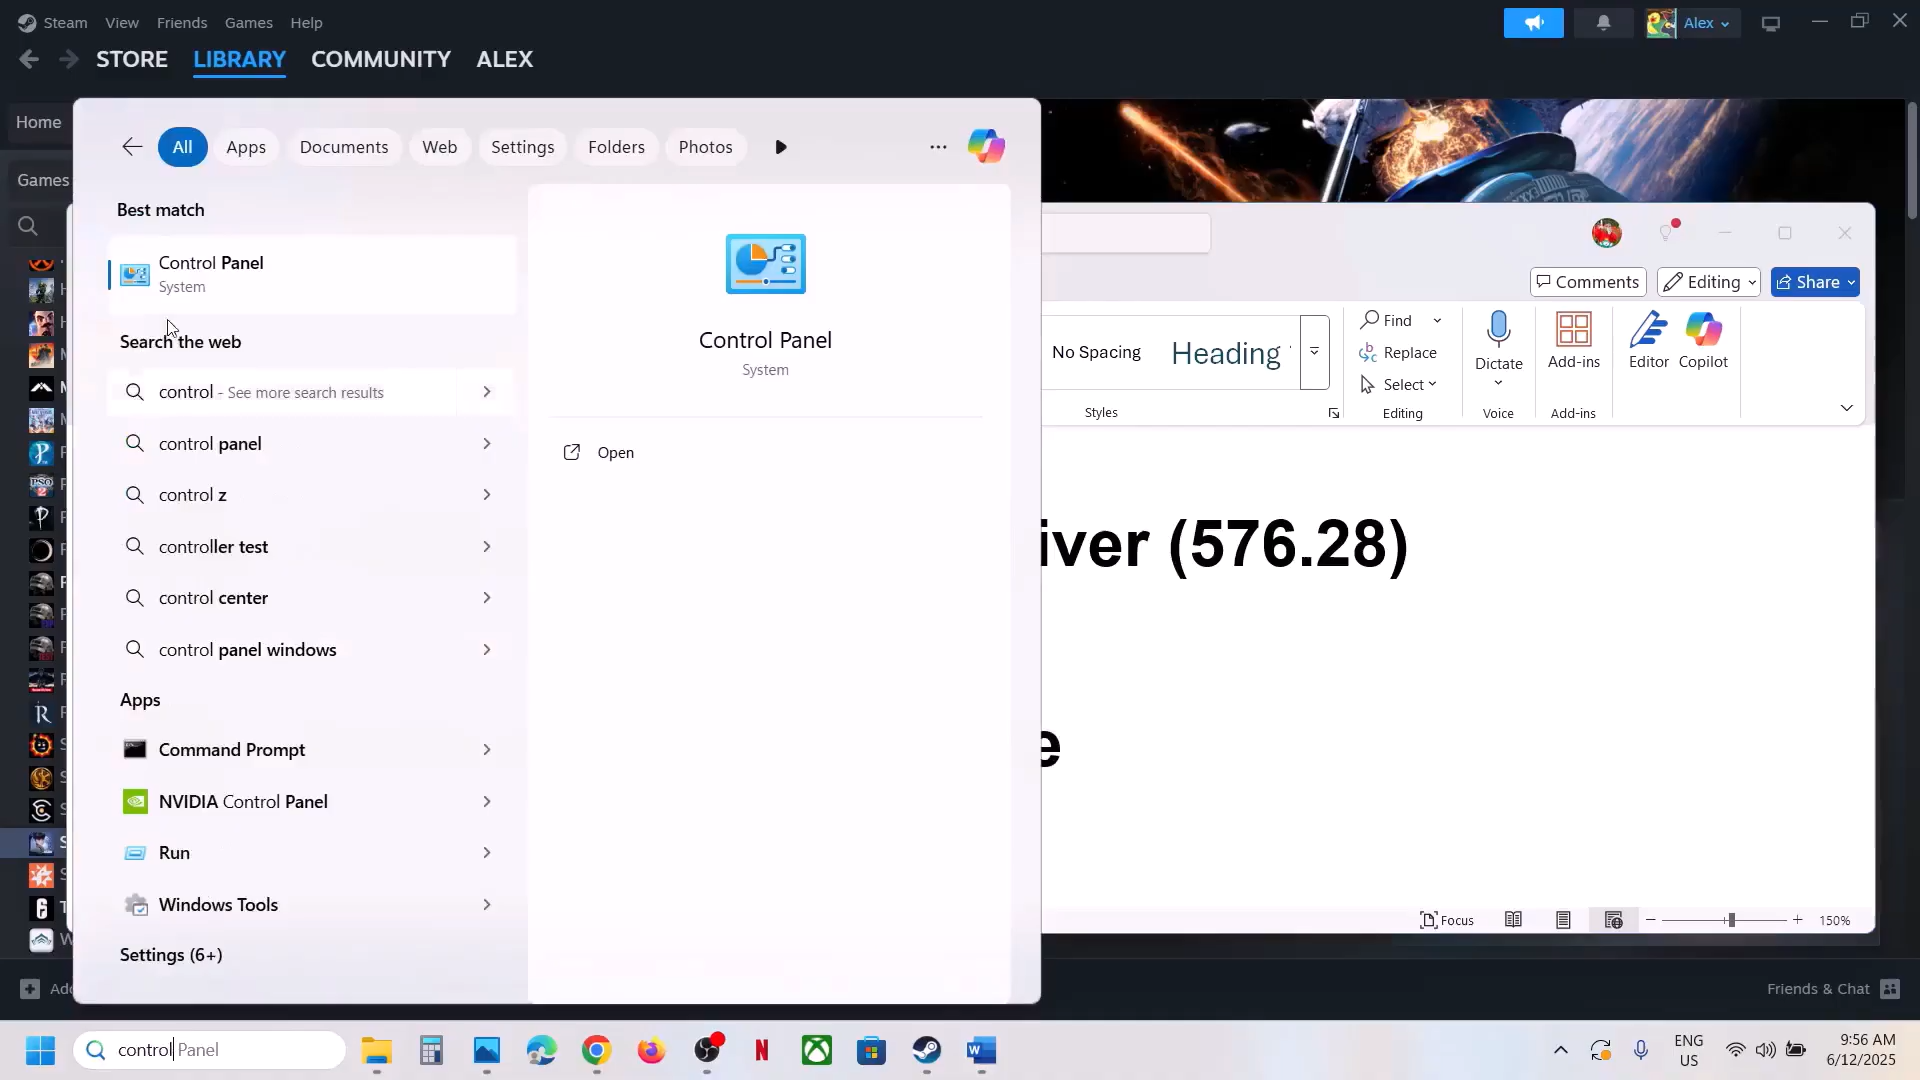 Steam View Friends Games Help
Alex
STORE LIBRARY COMMUNITY ALEX
Home
Games
All Apps Documents Web Settings Folders Photos
Best match
Control Panel
System
Search the web
control - See more search results
control panel
control z
controller test
control center
control panel windows
Apps
Command Prompt
NVIDIA Control Panel
Run
Windows Tools
Settings (6+)
Control Panel
System
Open
Comments Editing Share
No Spacing Heading
Styles
Find
Replace
Select
Editing
Dictate
Voice
Add-ins
Add-ins
Editor Copilot
iver (576.28)
e
Focus 150%
Friends & Chat
control Panel
ENG
US
9:56 AM
6/12/2025